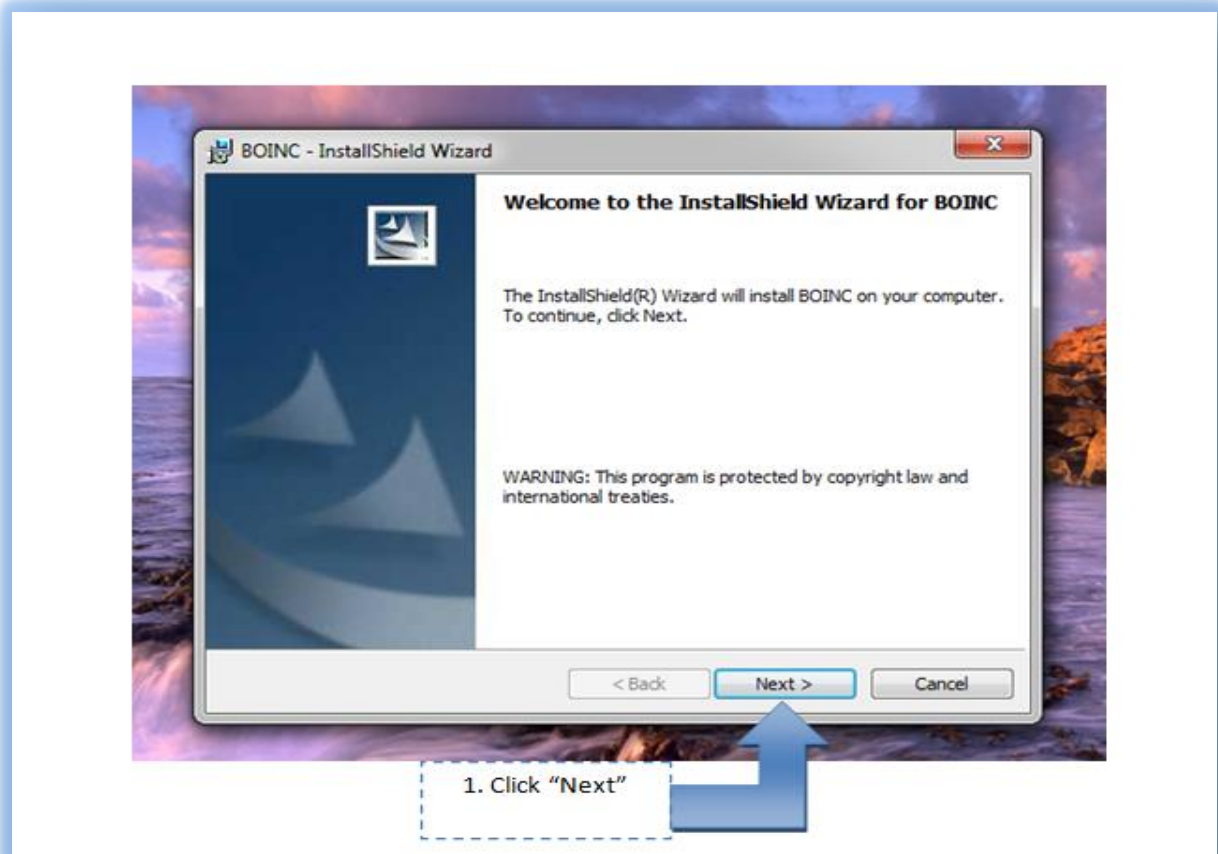 BOINC - InstallShield Wizard
Welcome to the InstallShield Wizard for BOINC
The InstallShield(R) Wizard will install BOINC on your computer.
To continue, click Next.
WARNING: This program is protected by copyright law and
international treaties.
< Back Next > Cancel
1. Click “Next”